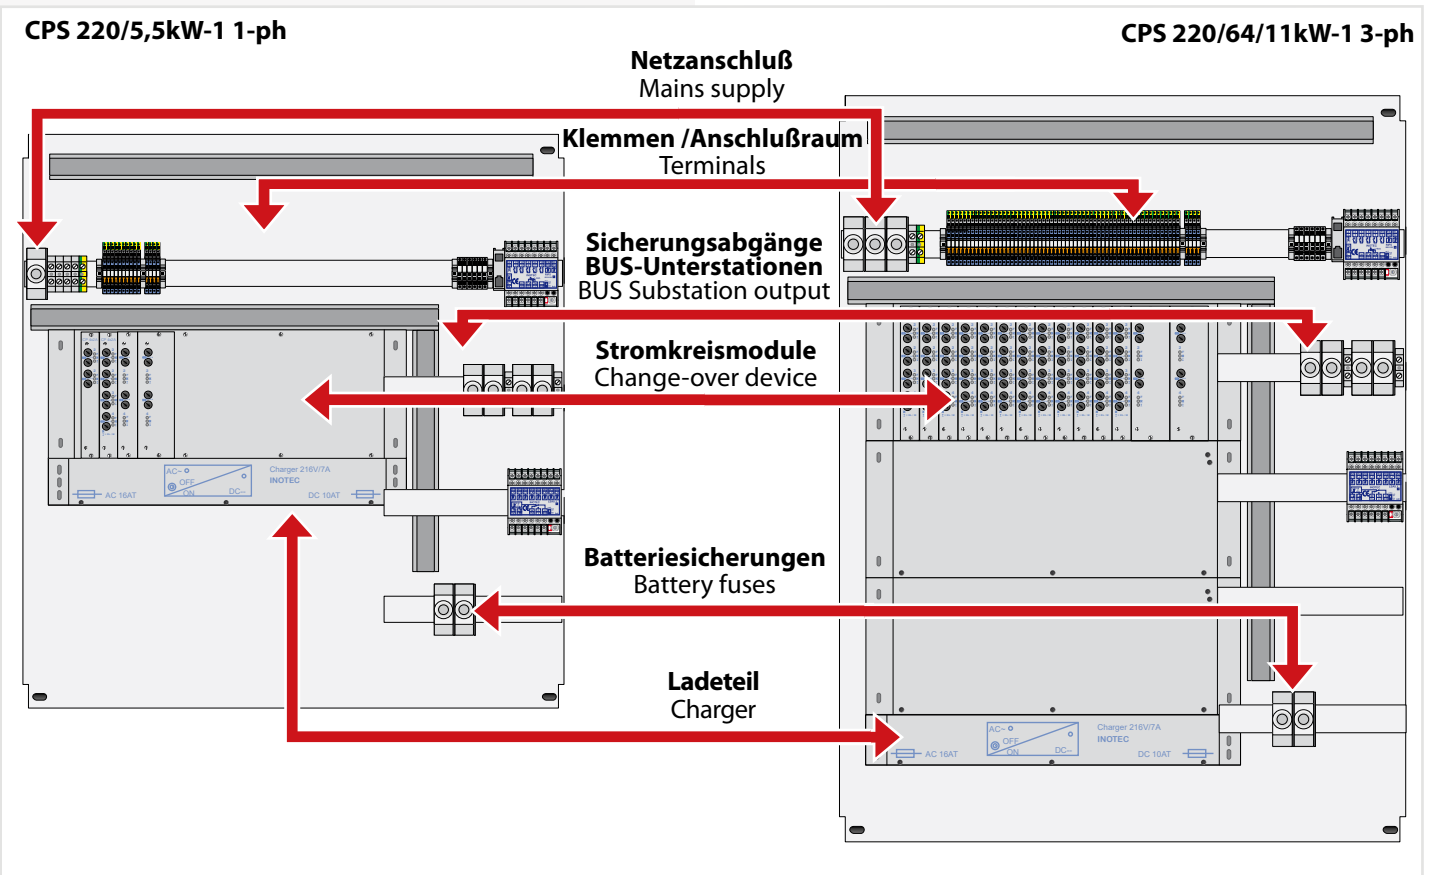 CPS 220/5,5kW-1 1-ph
CPS 220/64/11kW-1 3-ph
Netzanschluß
Mains supply
Klemmen /Anschlußraum
Terminals
Sicherungsabgänge
BUS-Unterstationen
BUS Substation output
Stromkreismodule
Change-over device
AC~
OFF
ON
DC--
Charger 216V/7A
INOTEC
AC 16AT
DC 10AT
Batteriesicherungen
Battery fuses
Ladeteil
Charger
AC~
OFF
ON
DC--
Charger 216V/7A
INOTEC
AC 16AT
DC 10AT